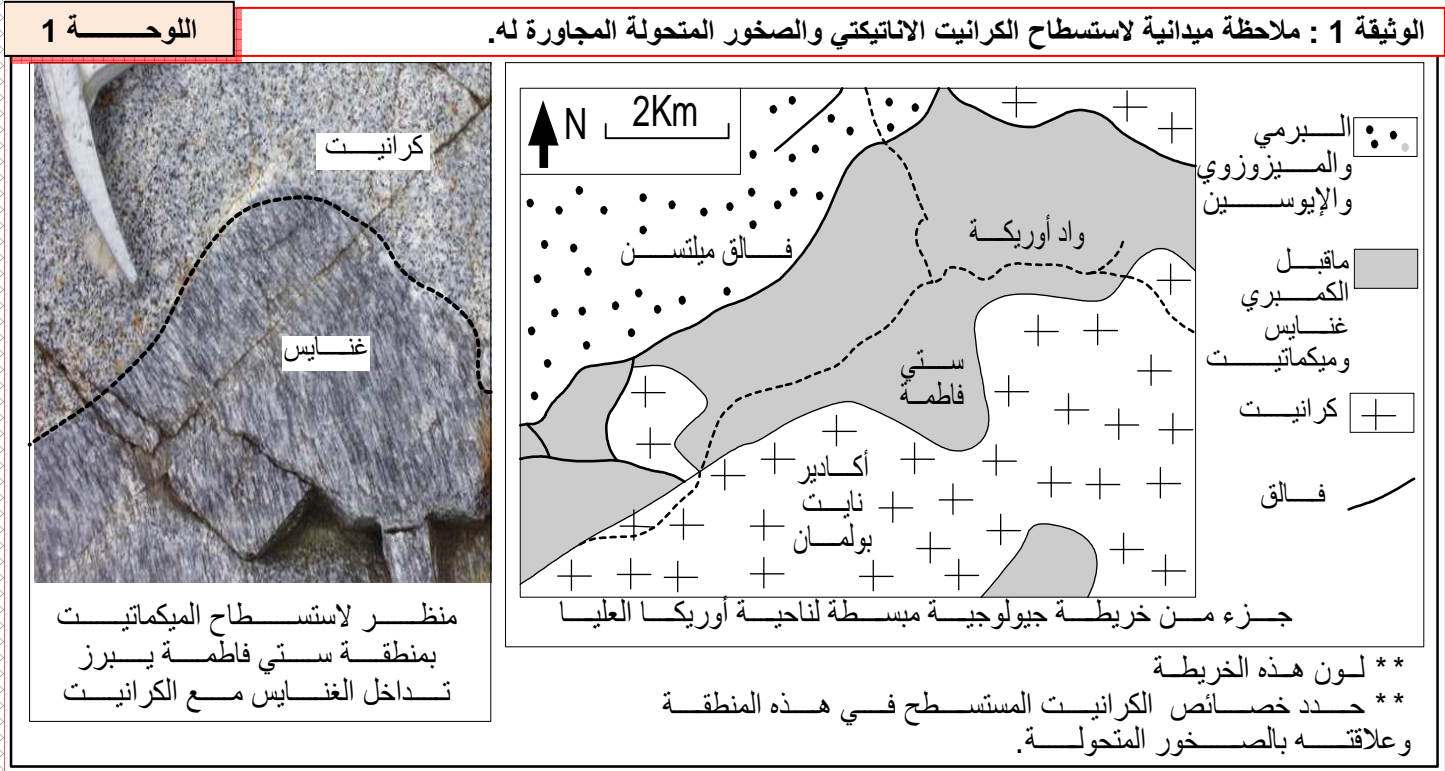 اللوحـــــــة 1
الوثيقة 1 : ملاحظة ميدانية لاستسطاح الكرانيت الاناتيكتي والصخور المتحولة المجاورة له.
كرانيـــت
غنـــايس
منظـــر لاستســـطاح الميكماتيـــت
بمنطقـــة ســـتي فاطمـــة يـــبرز
تـــداخل الغنـــايس مـــع الكرانيـــت
N
2Km
فـــالق ميلتســـن
واد أوريكـــة
ســـتي
فاطمـــة
أكـــادير
نايـــت
بولمـــان
الـــبرمي
والمـــيزوزوي
والإيوســـين
ماقبـــل
الكمـــبري
غنـــايس
وميكماتيـــت
كرانيـــت
فـــالق
جـــزء مـــن خريطـــة جيولوجيـــة مبســـطة لناحيـــة أوريكـــا العليـــا
** لـــون هـــذه الخريطـــة
** حـــدد خصـــائص الكرانيـــت المستســـطح فـــي هـــذه المنطقـــة
وعلاقتـــه بالصـــخور المتحولـــة.